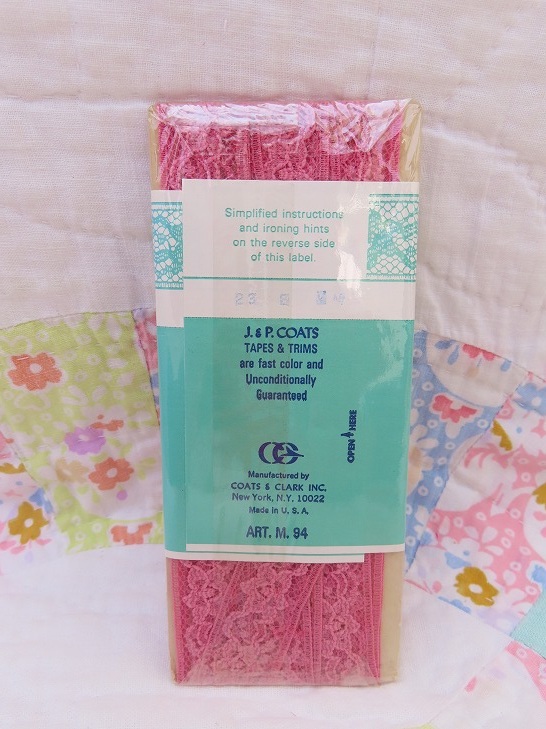 Simplified instructions
and ironing hints
on the reverse side
of this label.
J. & P. COATS
TAPES & TRIMS
are fast color and
Unconditionally
Guaranteed
OPEN HERE
Manufactured by
COATS & CLARK INC.
New York, N.Y. 10022
Made in U. S. A.
ART. M. 94